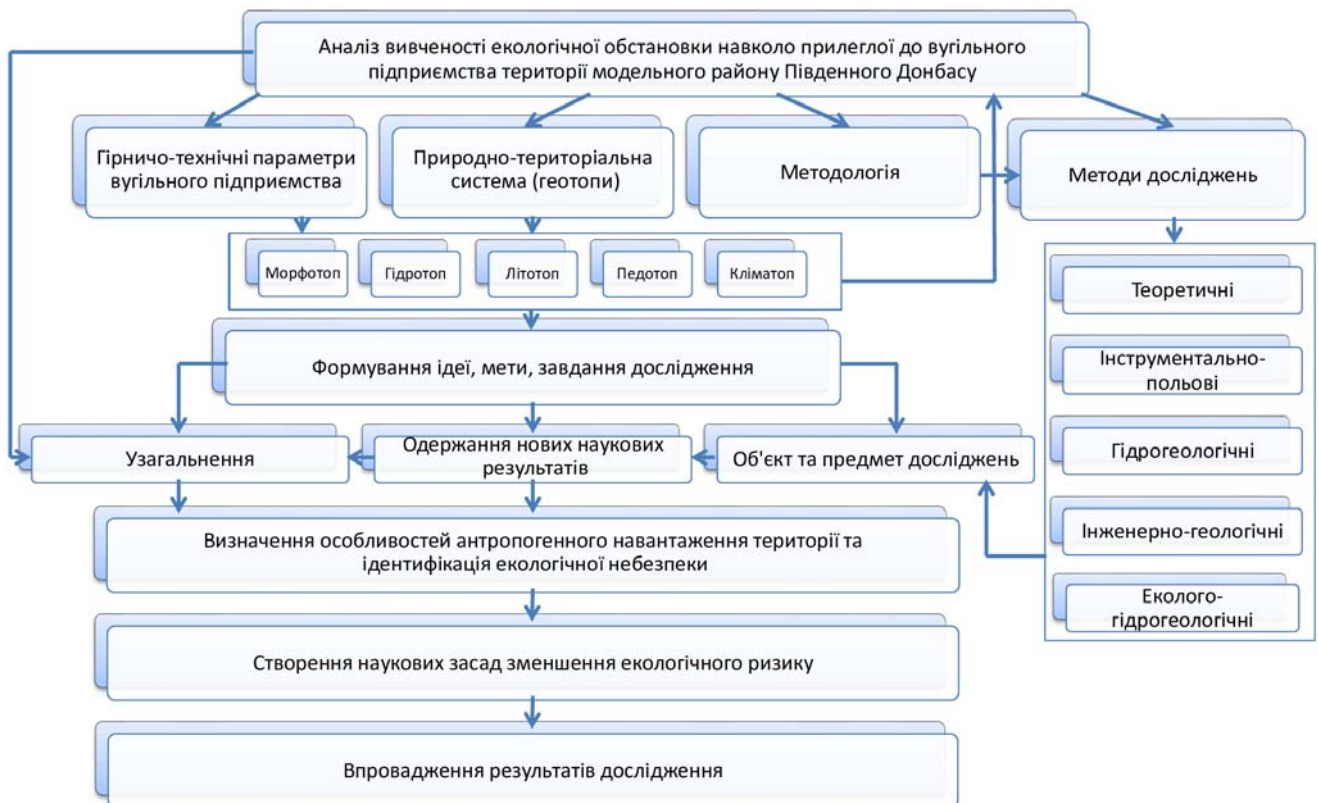 Аналіз вивченості екологічної обстановки навколо прилеглої до вугільного
підприємства території модельного району Південного Донбасу
Гірничо-технічні параметри
вугільного підприємства
Природно-територіальна
система (геотопи)
Методологія
Методи досліджень
Морфотоп
Гідротоп
Літотоп
Педотоп
Кліматоп
Теоретичні
Інструментально-
польові
Гідрогеологічні
Інженерно-геологічні
Еколого-
гідрогеологічні
Формування ідеї, мети, завдання дослідження
Узагальнення
Одержання нових наукових
результатів
Об'єкт та предмет досліджень
Визначення особливостей антропогенного навантаження території та
ідентифікація екологічної небезпеки
Створення наукових засад зменшення екологічного ризику
Впровадження результатів дослідження